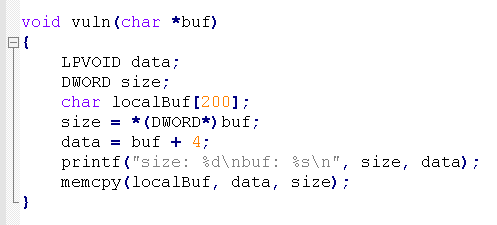 void vuln(char *buf)
{
    LPVOID data;
    DWORD size;
    char localBuf[200];
    size = *(DWORD*)buf;
    data = buf + 4;
    printf("size: %d\nbuf: %s\n", size, data);
    memcpy(localBuf, data, size);
}